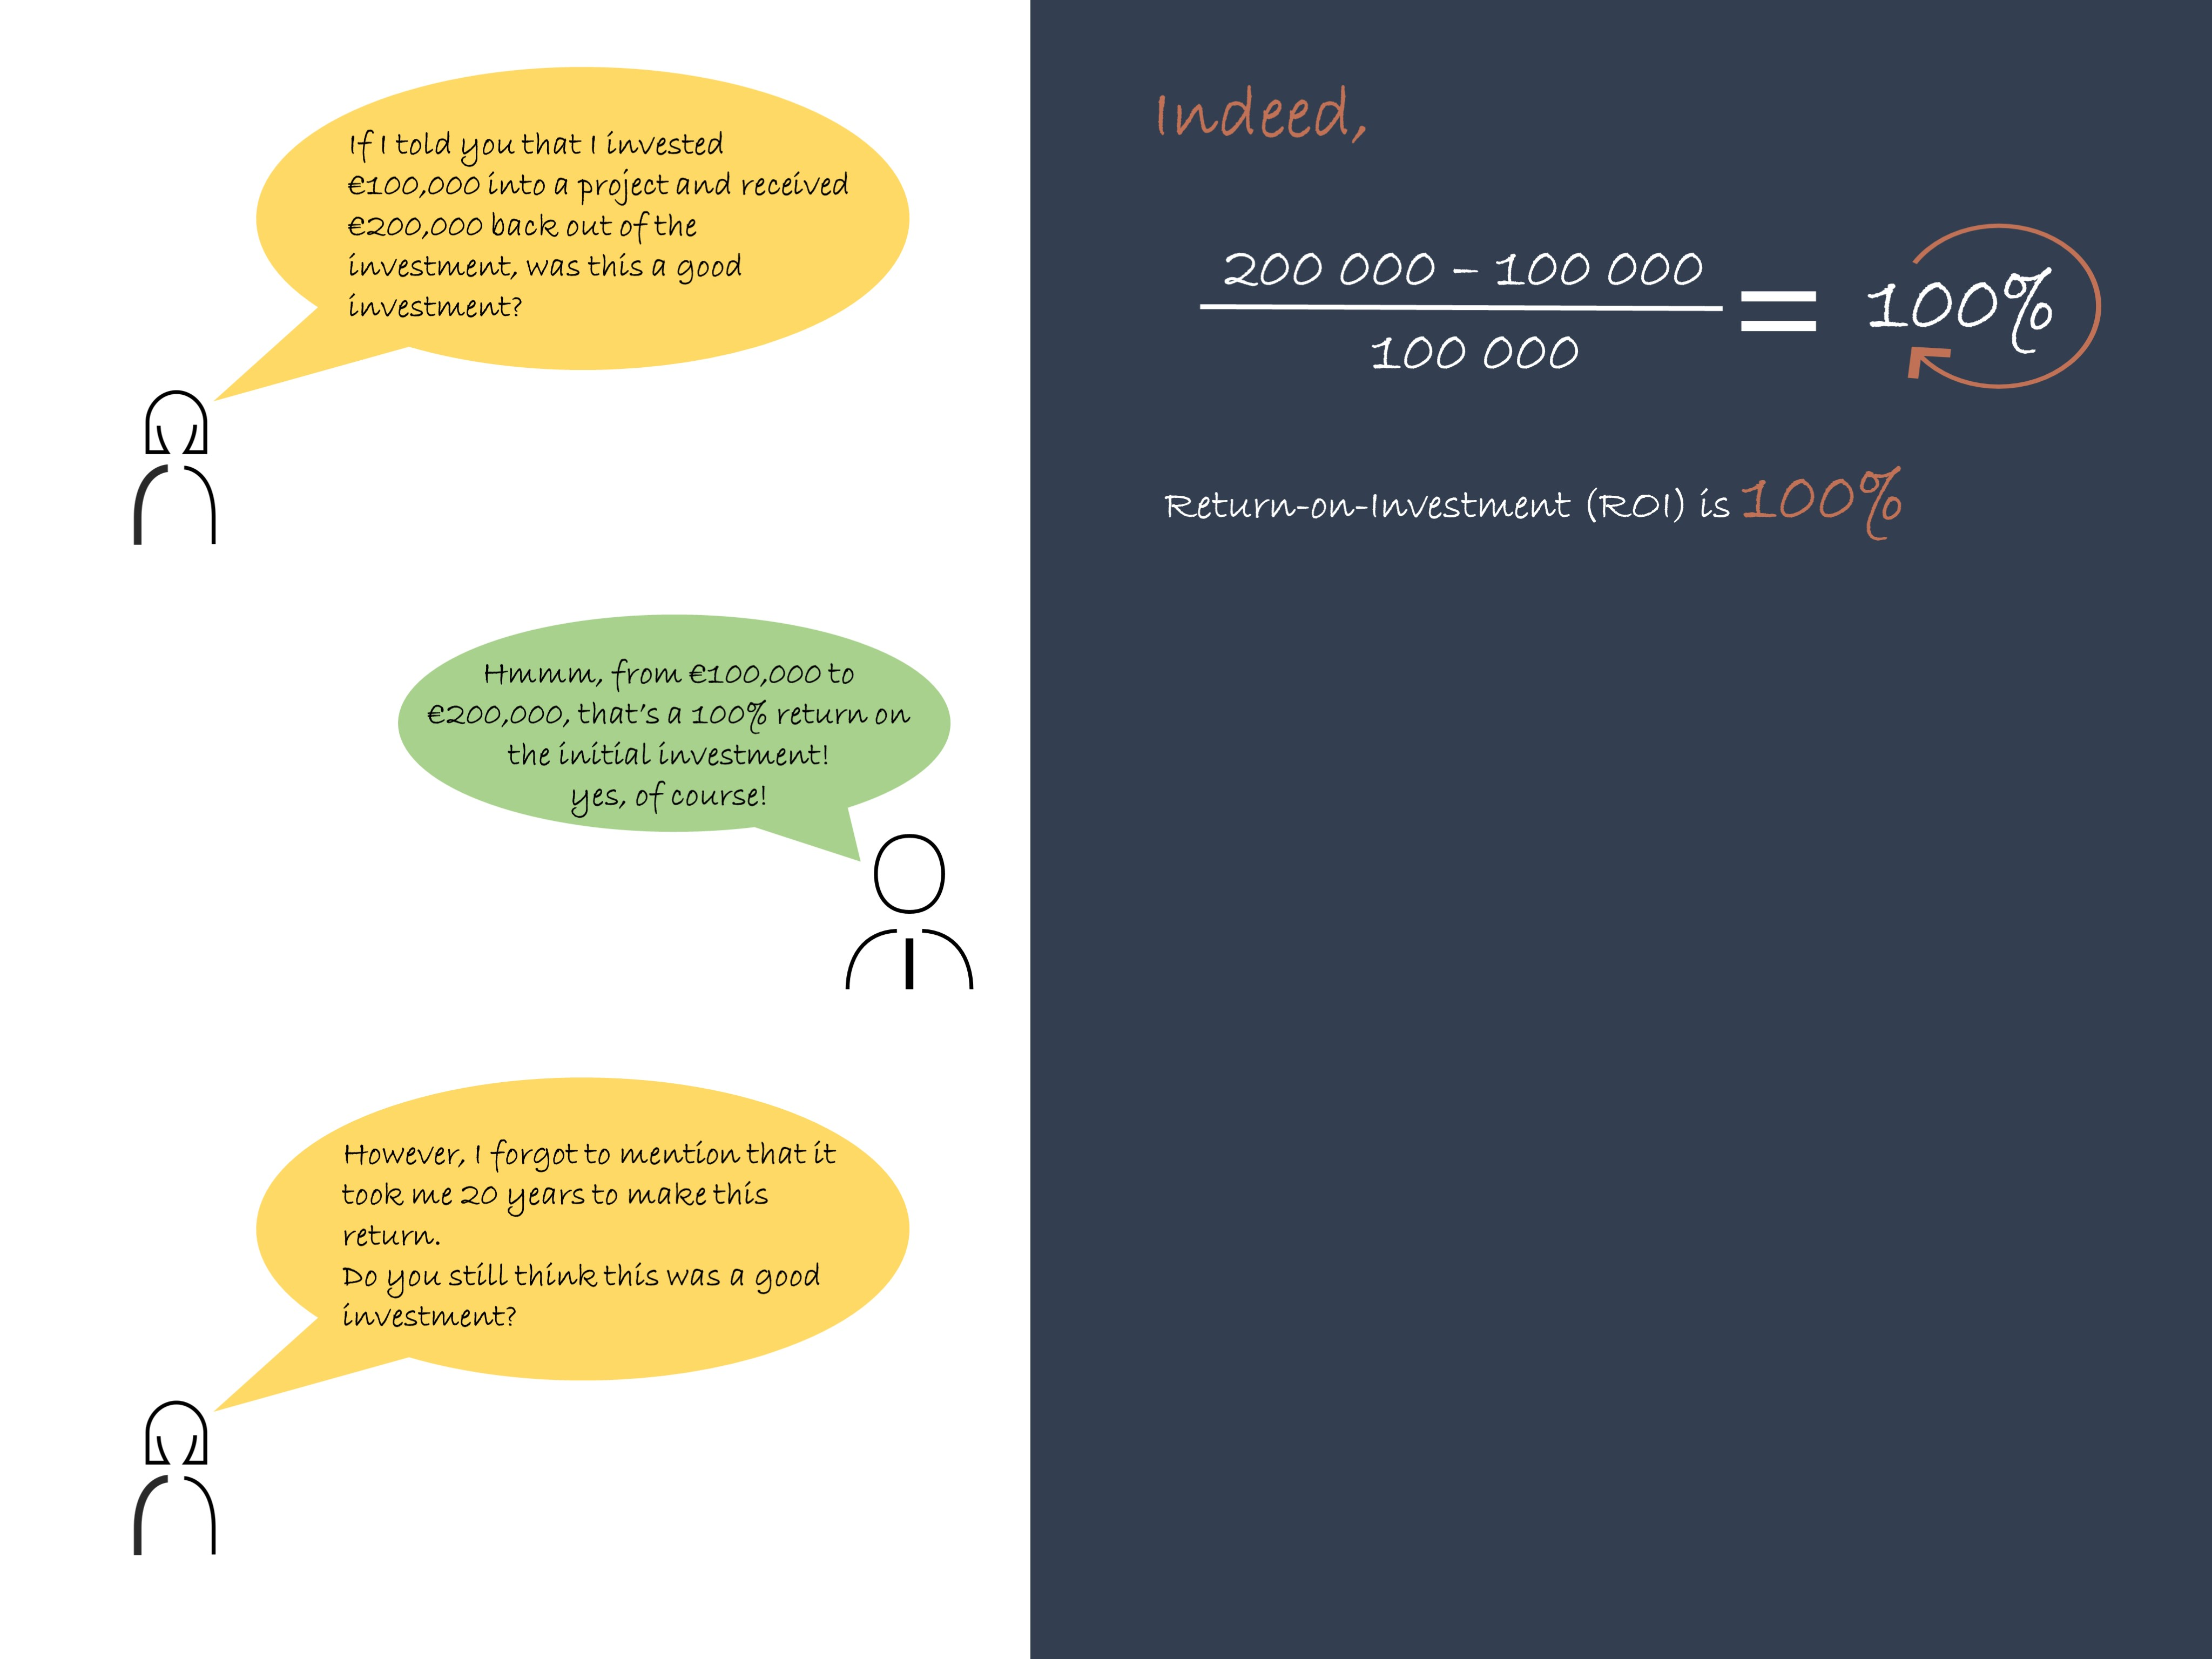 If I told you that I invested
€100,000 into a project and received
€200,000 back out of the
investment, was this a good
investment?
Hmmm, from €100,000 to
€200,000, that's a 100% return on
the initial investment!
yes, of course!
However, I forgot to mention that it
took me 20 years to make this
return.
Do you still think this was a good
investment?
Indeed,
200 000 – 100 000
100 000
= 100%
Return-on-Investment (ROI) is 100%